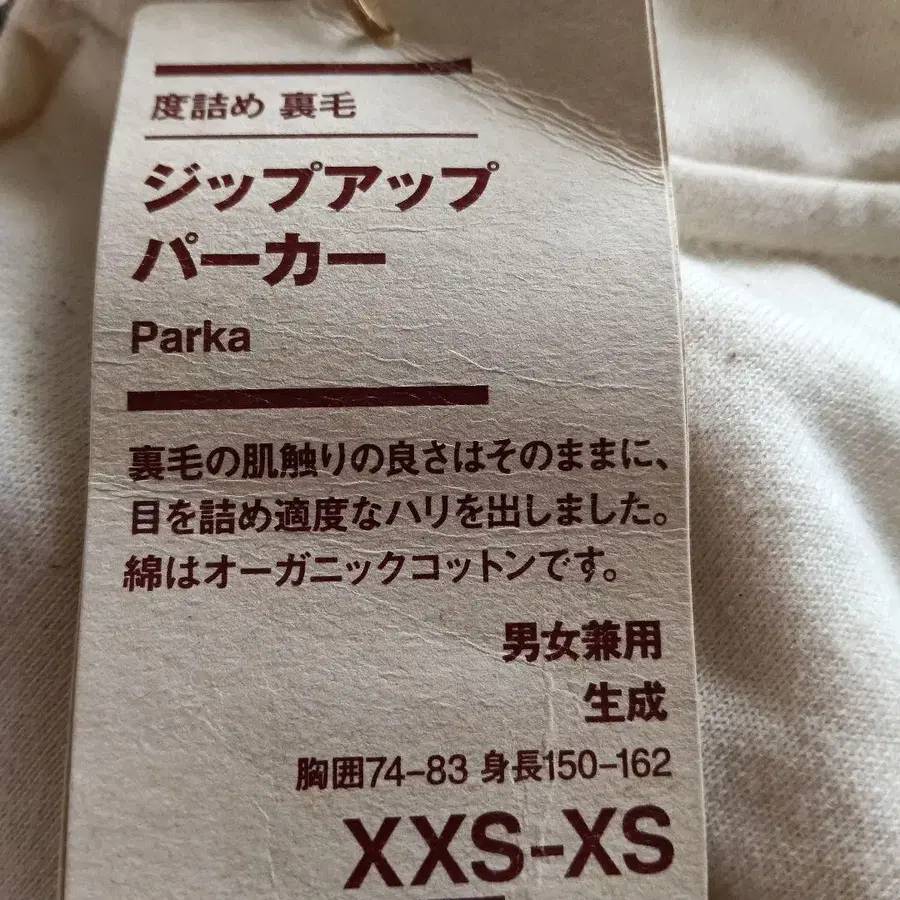 度詰め 裏毛
ジップアップ
パーカー
Parka
裏毛の肌触りの良さはそのままに、
目を詰め適度なハリを出しました。
綿はオーガニックコットンです。
男女兼用
生成
胸囲74-83 身長150-162
XXS-XS